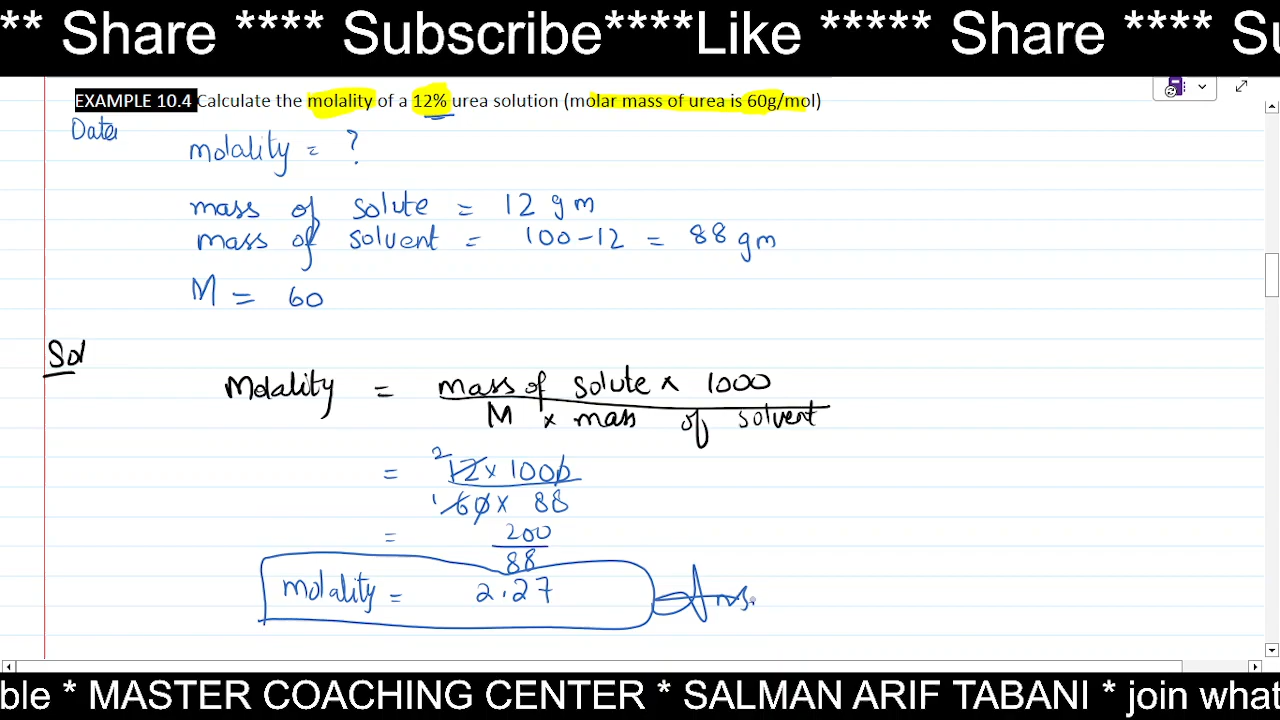 ** Share **** Subscribe****Like ***** Share **** Su
EXAMPLE 10.4 Calculate the molality of a 12% urea solution (molar mass of urea is 60g/mol)
Data
molality = ?
mass of solute = 12 gm
mass of solvent = 100-12 = 88 gm
M = 60
Sol
Molality = mass of solute × 1000
M × mass of solvent
= 2 12 × 1000
1 60 × 88
= 200
88
molality = 2.27 Ans.
ble * MASTER COACHING CENTER * SALMAN ARIF TABANI * join what